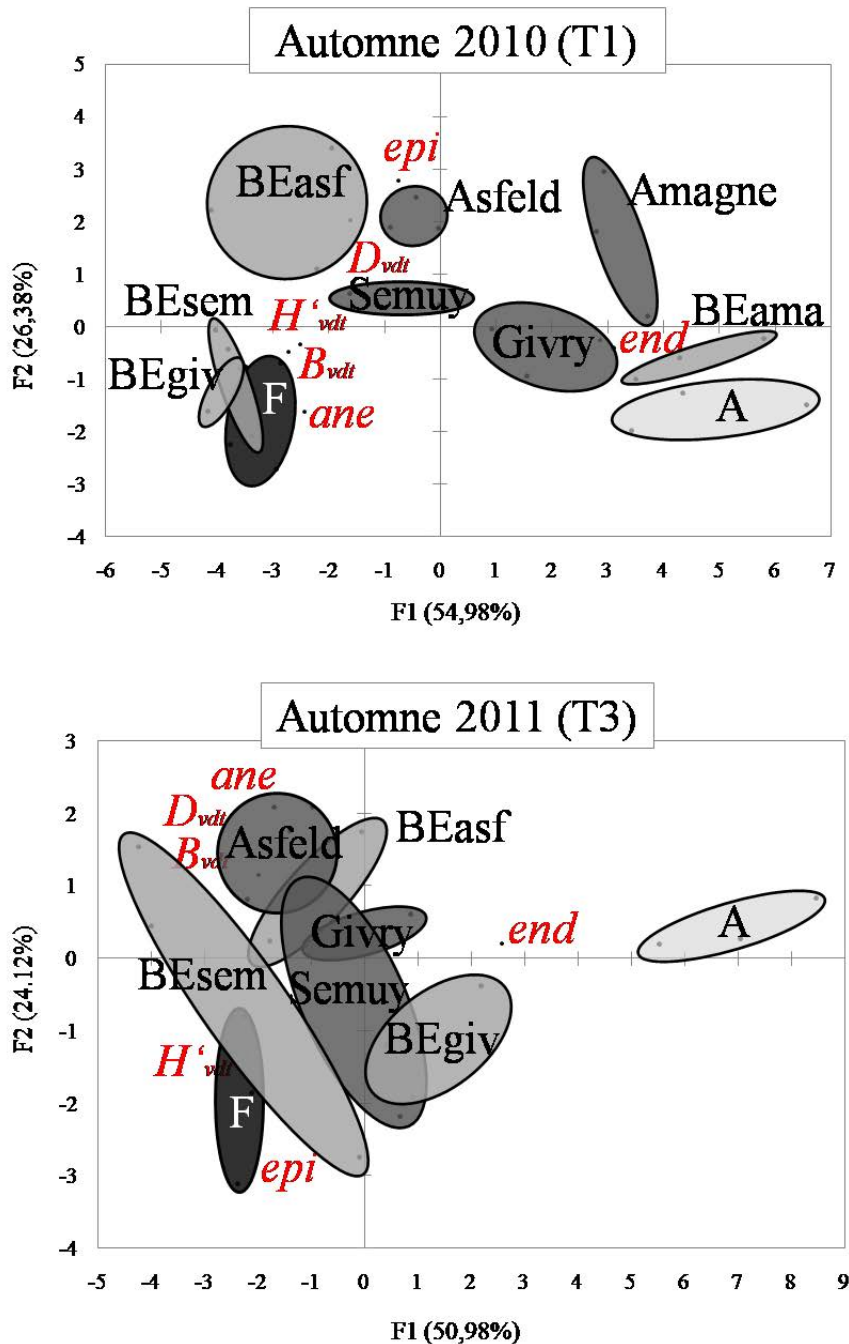 Automne 2010 (T1)
5
4
3
2
1
0
-1
-2
-3
-4
F2 (26,38%)
epi
BEasf
Asfeld
Amagne
Dvdt
Semuy
BEsem
H‘vdt
BEama
Givry
end
BEgiv
Bvdt
F
ane
A
-6 -5 -4 -3 -2 -1 0 1 2 3 4 5 6 7
F1 (54,98%)
Automne 2011 (T3)
3
2
1
0
-1
-2
-3
-4
F2 (24.12%)
ane
Dvdt
Asfeld
BEasf
Bvdt
Givry
end
A
BEsem
Semuy
BEgiv
H‘vdt
F
epi
-5 -4 -3 -2 -1 0 1 2 3 4 5 6 7 8 9
F1 (50,98%)